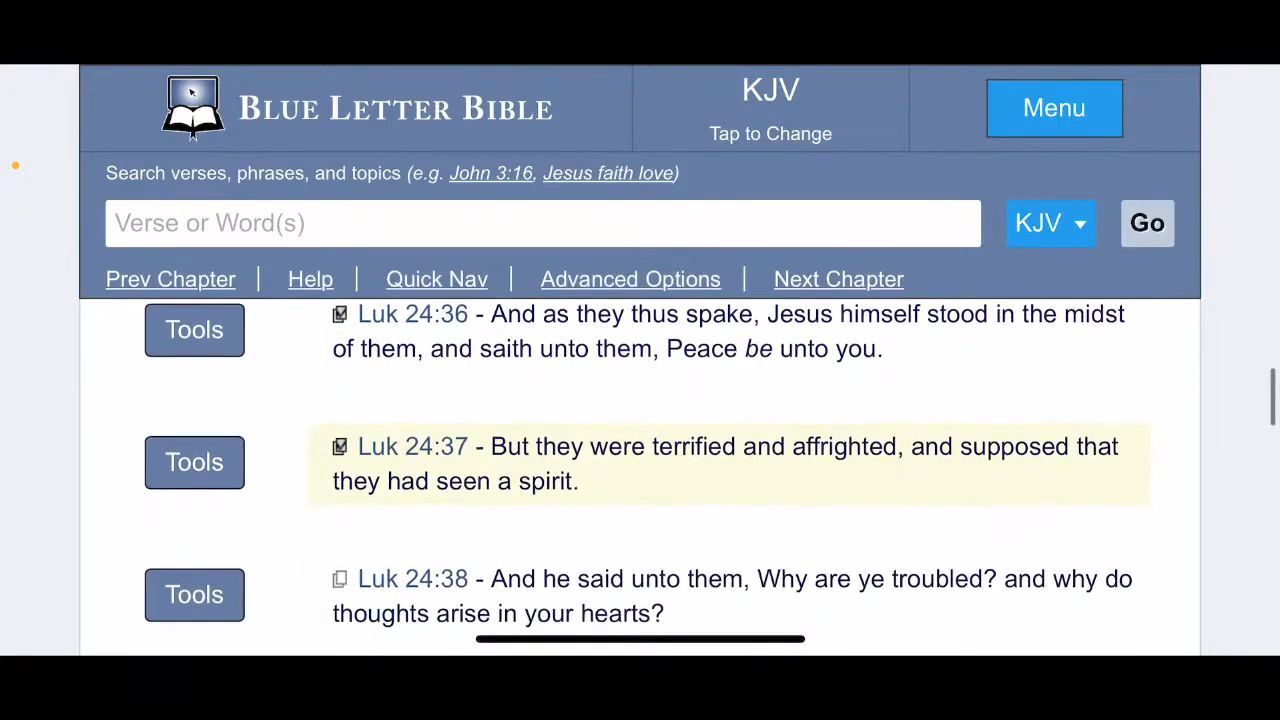 BLUE LETTER BIBLE
KJV
Tap to Change
Menu
Search verses, phrases, and topics (e.g. John 3:16, Jesus faith love)
Verse or Word(s)
KJV
Go
Prev Chapter | Help | Quick Nav | Advanced Options | Next Chapter
Tools
Luk 24:36 - And as they thus spake, Jesus himself stood in the midst
of them, and saith unto them, Peace be unto you.
Tools
Luk 24:37 - But they were terrified and affrighted, and supposed that
they had seen a spirit.
Tools
Luk 24:38 - And he said unto them, Why are ye troubled? and why do
thoughts arise in your hearts?